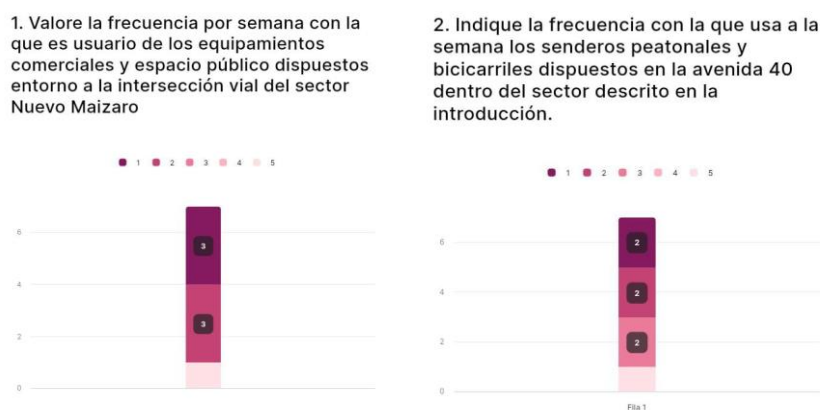 1. Valore la frecuencia por semana con la
que es usuario de los equipamientos
comerciales y espacio público dispuestos
entorno a la intersección vial del sector
Nuevo Maizaro
1 2 3 4 5
6
3
4
3
2
0
2. Indique la frecuencia con la que usa a la
semana los senderos peatonales y
bicicarriles dispuestos en la avenida 40
dentro del sector descrito en la
introducción.
1 2 3 4 5
6
2
4
2
2
2
0
Fila 1